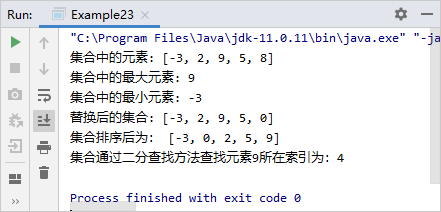 Run: Example23
"C:\Program Files\Java\jdk-11.0.11\bin\java.exe" "-ja
集合中的元素: [-3, 2, 9, 5, 8]
集合中的最大元素: 9
集合中的最小元素: -3
替换后的集合: [-3, 2, 9, 5, 0]
集合排序后为:  [-3, 0, 2, 5, 9]
集合通过二分查找方法查找元素9所在索引为: 4
Process finished with exit code 0